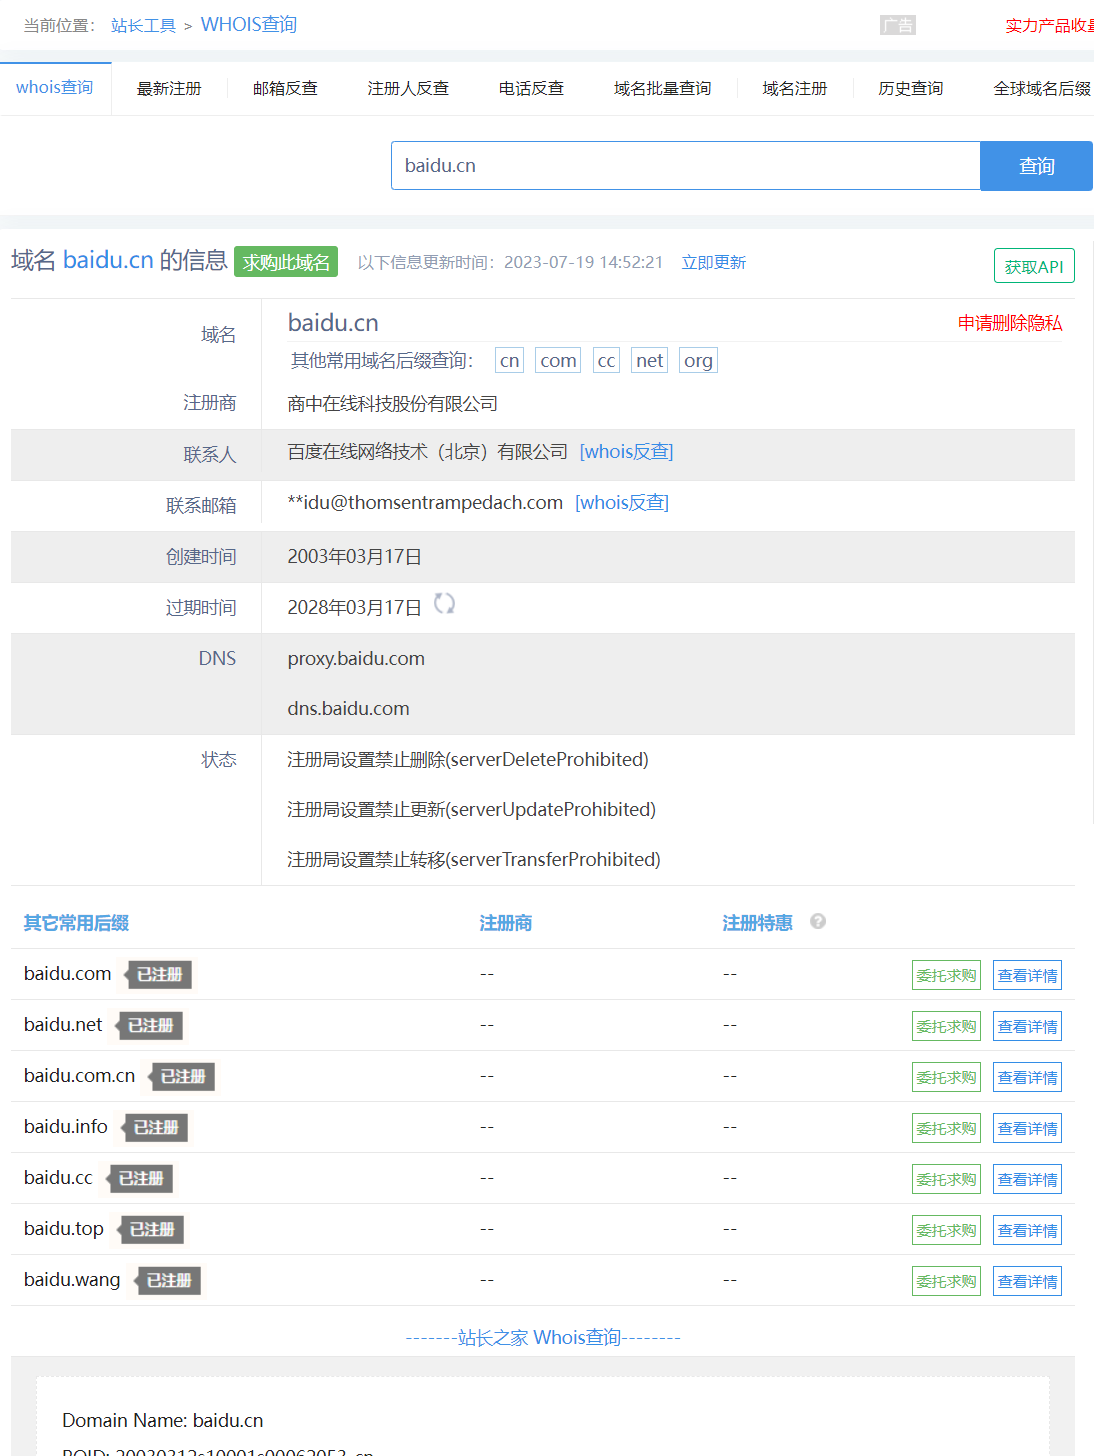 当前位置： 站长工具 > WHOIS查询 广告 实力产品收量
whois查询 最新注册 邮箱反查 注册人反查 电话反查 域名批量查询 域名注册 历史查询 全球域名后缀
baidu.cn 查询
域名 baidu.cn 的信息 求购此域名 以下信息更新时间：2023-07-19 14:52:21 立即更新 获取API
域名 baidu.cn 申请删除隐私
其他常用域名后缀查询： cn com cc net org
注册商 商中在线科技股份有限公司
联系人 百度在线网络技术（北京）有限公司 [whois反查]
联系邮箱 **idu@thomsentrampedach.com [whois反查]
创建时间 2003年03月17日
过期时间 2028年03月17日
DNS proxy.baidu.com
dns.baidu.com
状态 注册局设置禁止删除(serverDeleteProhibited)
注册局设置禁止更新(serverUpdateProhibited)
注册局设置禁止转移(serverTransferProhibited)
其它常用后缀 注册商 注册特惠 ?
baidu.com 已注册 -- -- 委托求购 查看详情
baidu.net 已注册 -- -- 委托求购 查看详情
baidu.com.cn 已注册 -- -- 委托求购 查看详情
baidu.info 已注册 -- -- 委托求购 查看详情
baidu.cc 已注册 -- -- 委托求购 查看详情
baidu.top 已注册 -- -- 委托求购 查看详情
baidu.wang 已注册 -- -- 委托求购 查看详情
-------站长之家 Whois查询--------
Domain Name: baidu.cn
ROID: 20030312s10001s00062053-cn